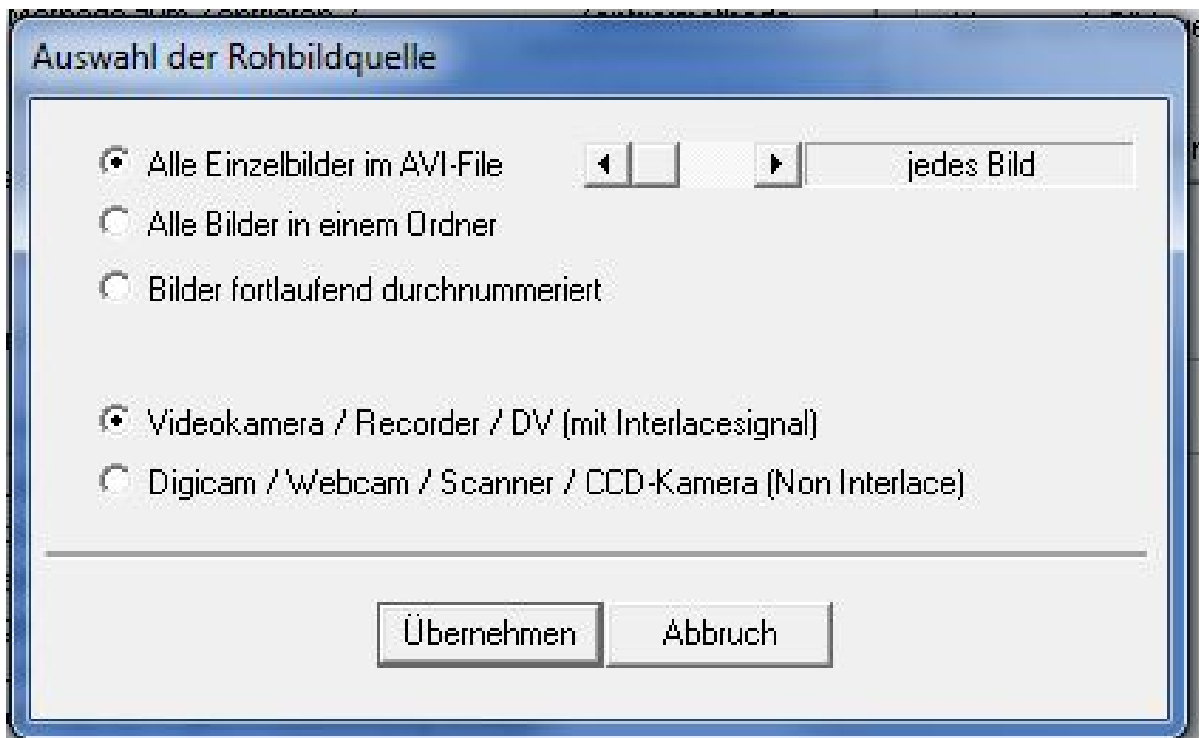 Auswahl der Rohbildquelle
Alle Einzelbilder im AVI-File jedes Bild
Alle Bilder in einem Ordner
Bilder fortlaufend durchnummeriert
Videokamera / Recorder / DV (mit Interlacesignal)
Digicam / Webcam / Scanner / CCD-Kamera (Non Interlace)
Übernehmen Abbruch